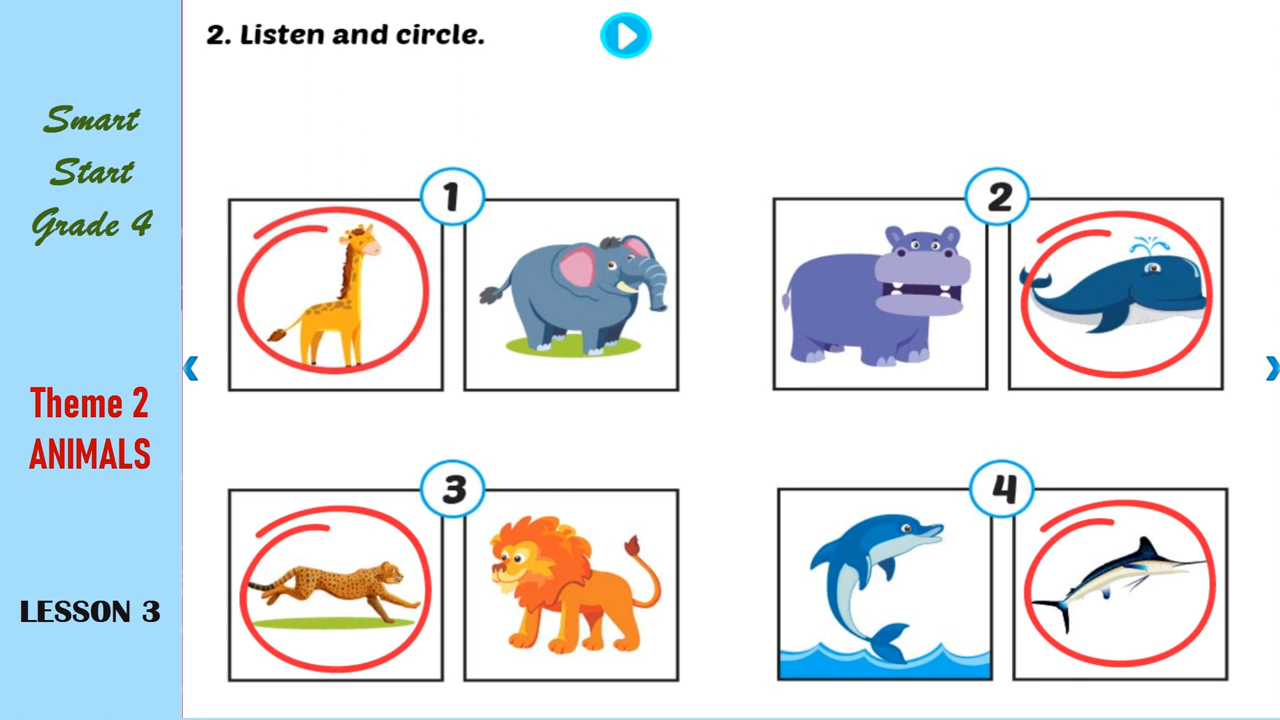 2. Listen and circle.
Smart
Start
Grade 4
Theme 2
ANIMALS
LESSON 3
1
2
3
4